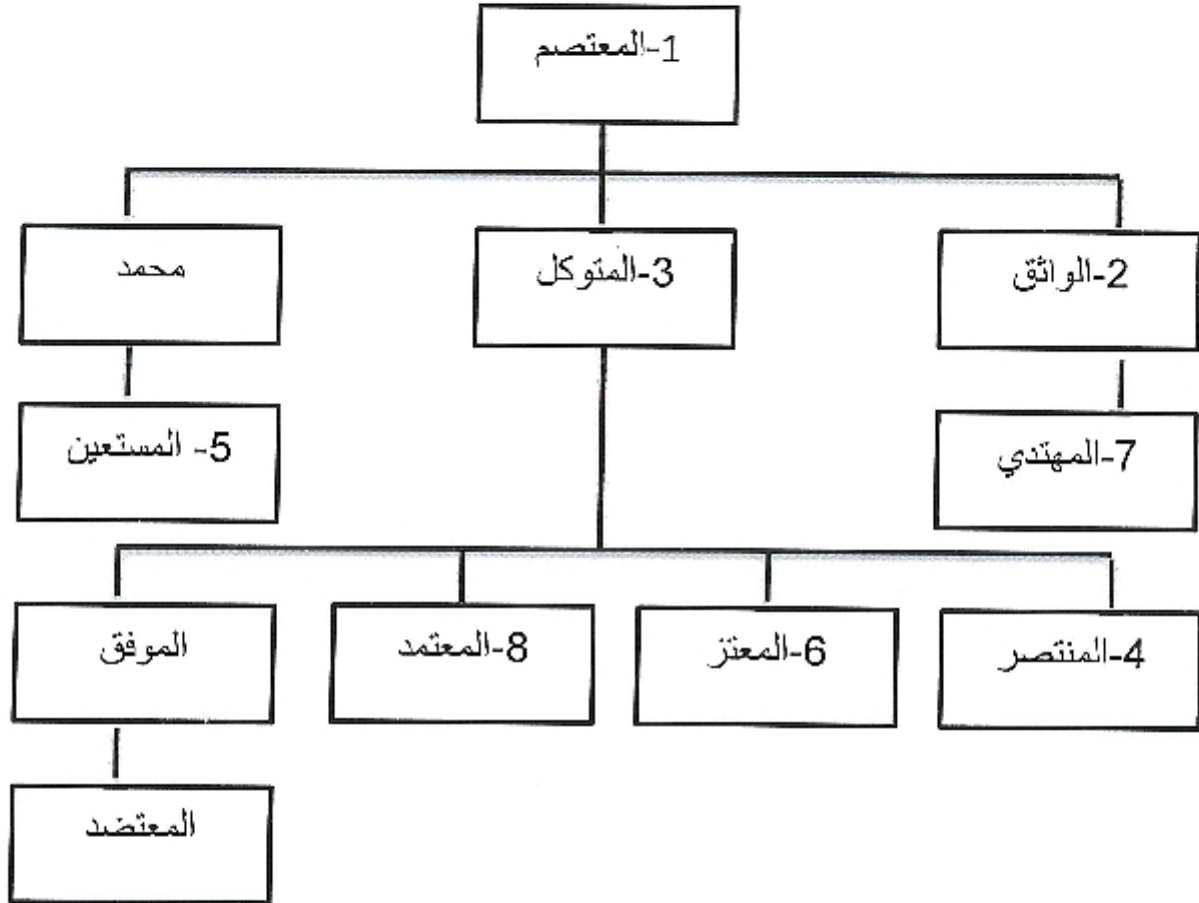 1-المعتصم
2-الواثق
3-المتوكل
محمد
7-المهتدي
5- المستعين
4-المنتصر
6-المعتز
8-المعتمد
الموفق
المعتضد